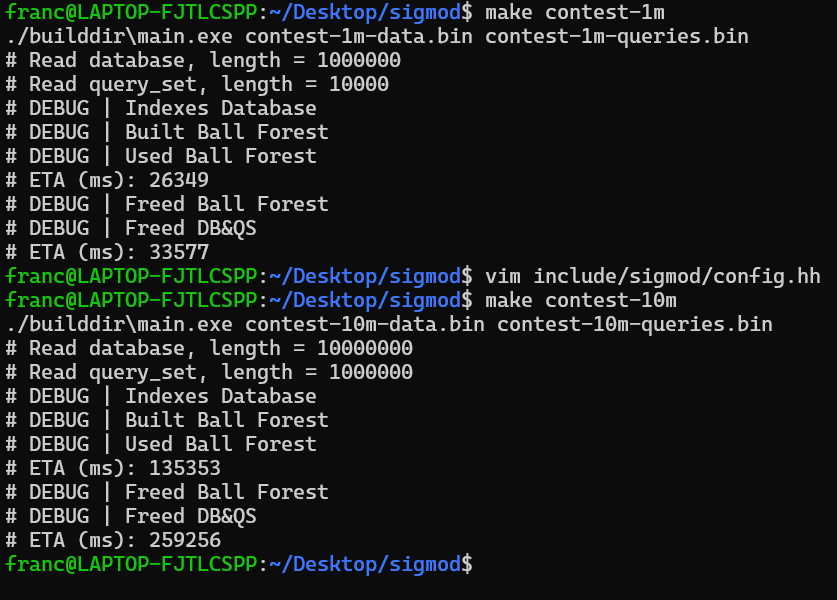 franc@LAPTOP-FJTLCSPP:~/Desktop/sigmod$ make contest-1m
./builddir\main.exe contest-1m-data.bin contest-1m-queries.bin
# Read database, length = 1000000
# Read query_set, length = 10000
# DEBUG | Indexes Database
# DEBUG | Built Ball Forest
# DEBUG | Used Ball Forest
# ETA (ms): 26349
# DEBUG | Freed Ball Forest
# DEBUG | Freed DB&QS
# ETA (ms): 33577
franc@LAPTOP-FJTLCSPP:~/Desktop/sigmod$ vim include/sigmod/config.hh
franc@LAPTOP-FJTLCSPP:~/Desktop/sigmod$ make contest-10m
./builddir\main.exe contest-10m-data.bin contest-10m-queries.bin
# Read database, length = 10000000
# Read query_set, length = 1000000
# DEBUG | Indexes Database
# DEBUG | Built Ball Forest
# DEBUG | Used Ball Forest
# ETA (ms): 135353
# DEBUG | Freed Ball Forest
# DEBUG | Freed DB&QS
# ETA (ms): 259256
franc@LAPTOP-FJTLCSPP:~/Desktop/sigmod$